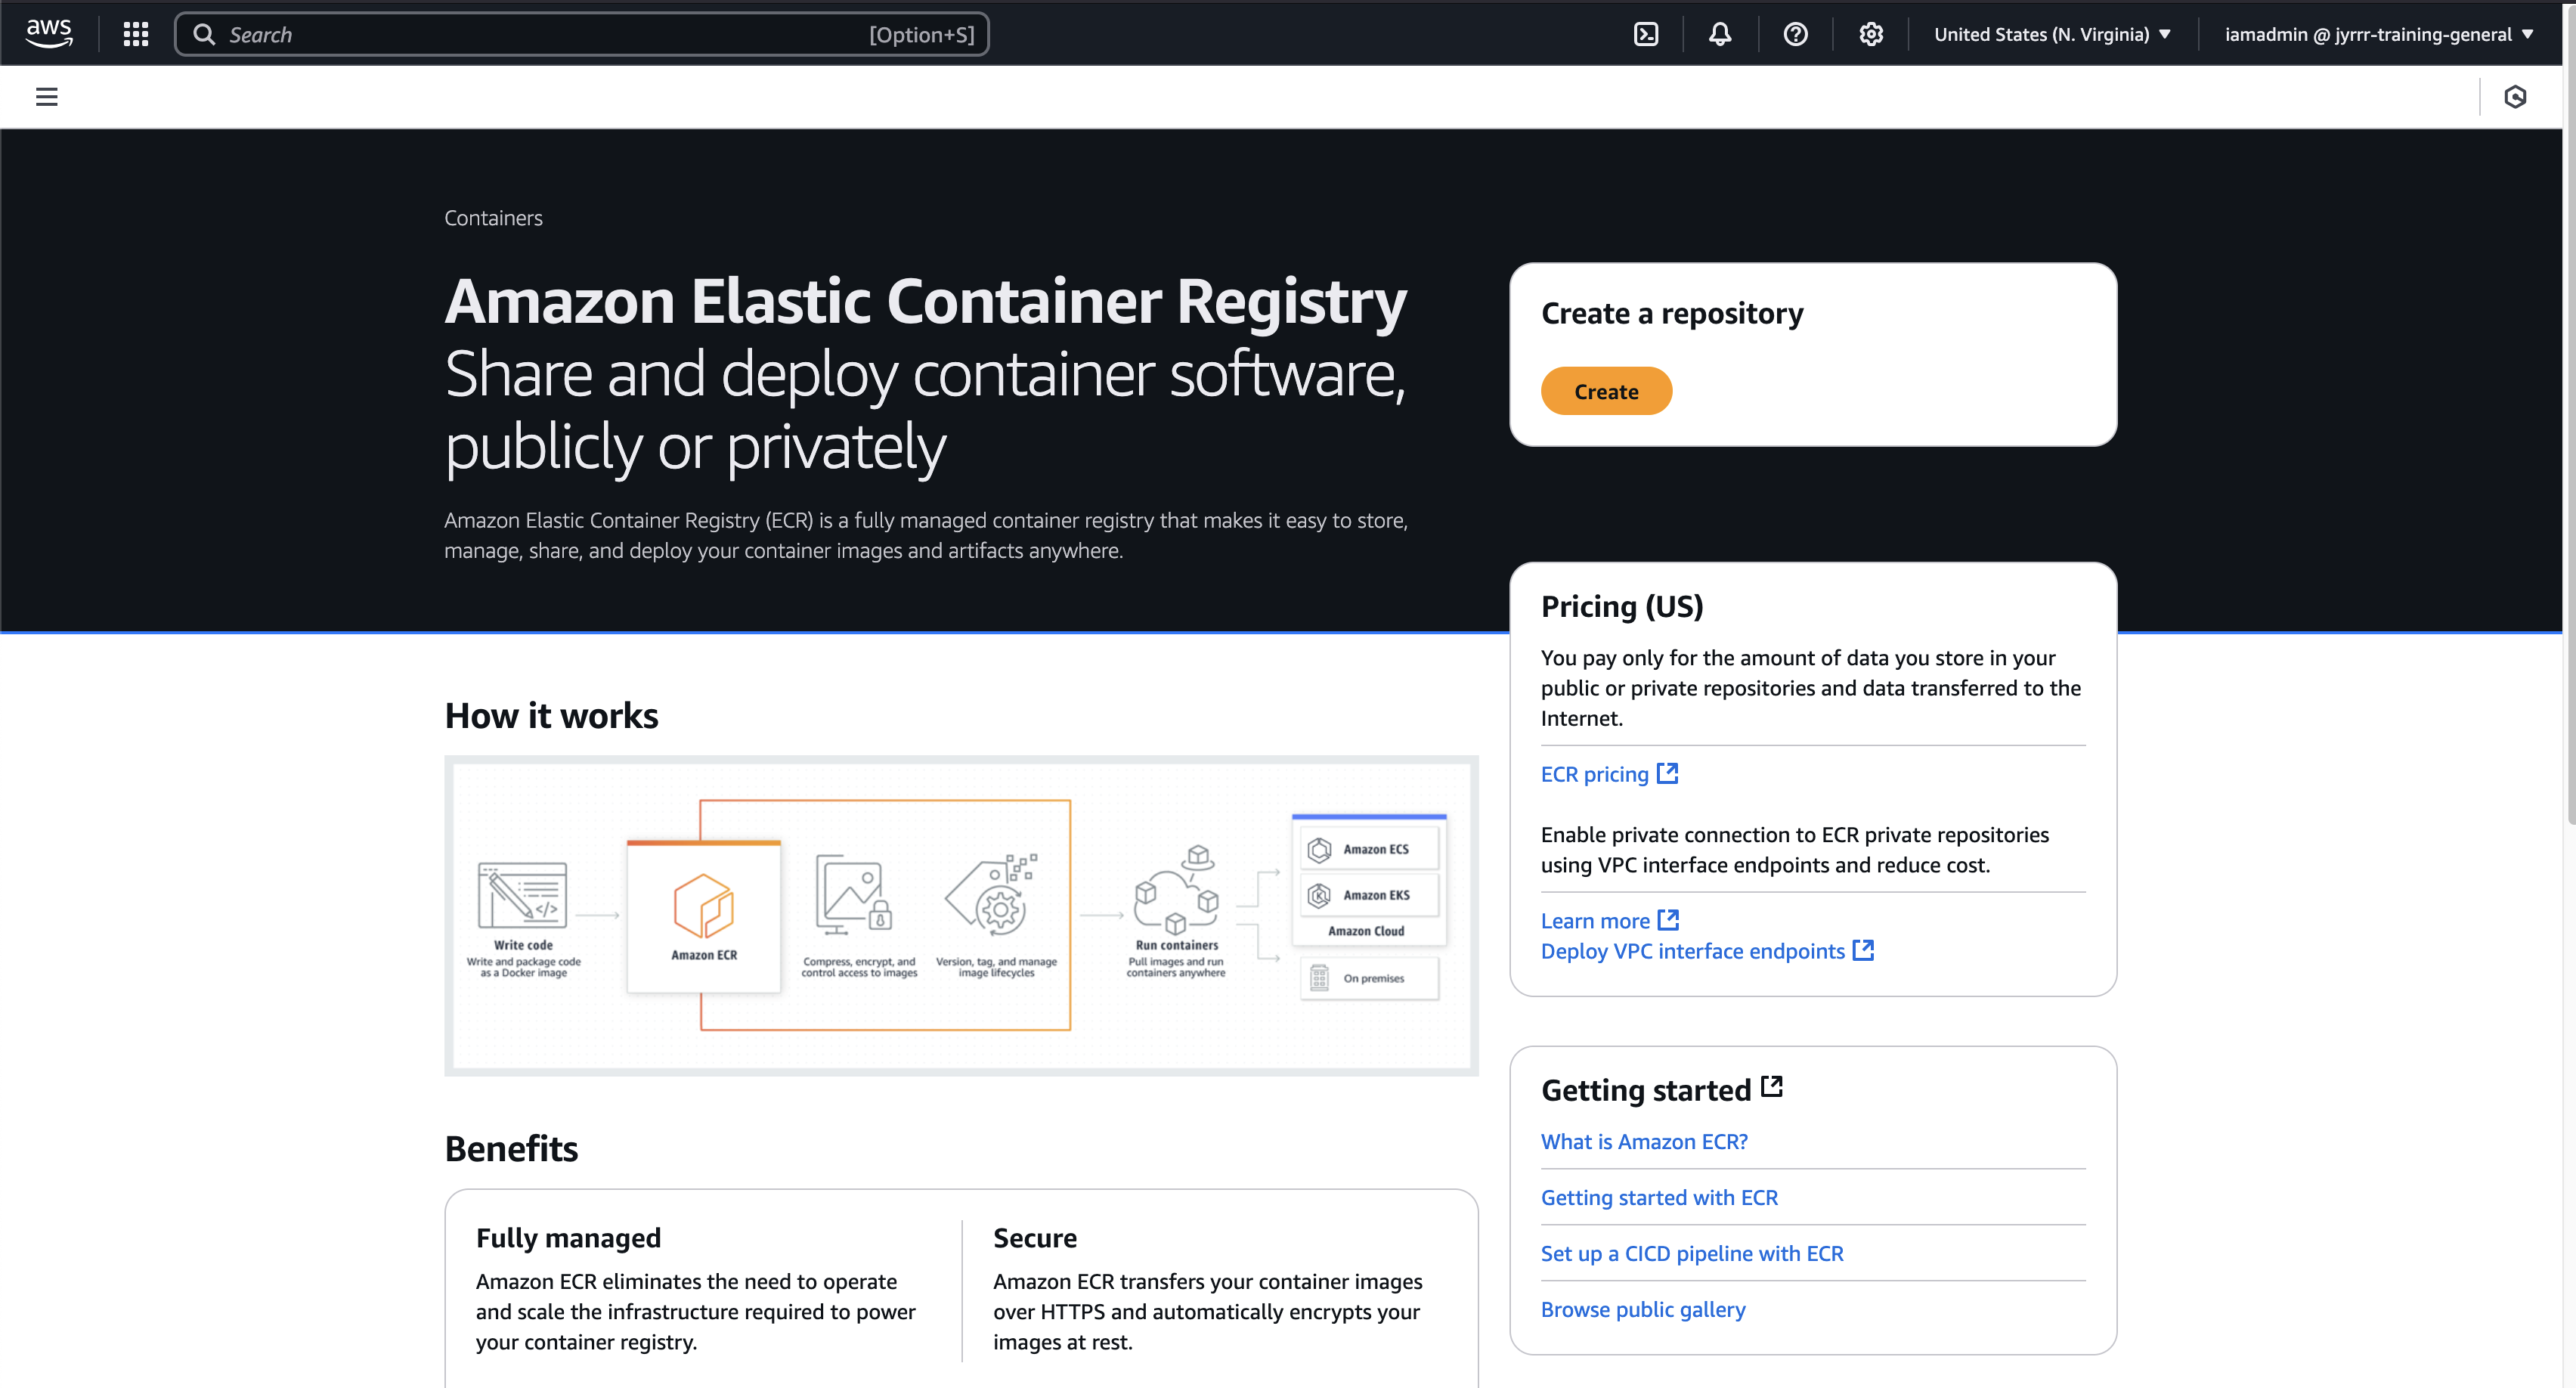 aws
Search
[Option+S]
United States (N. Virginia)
iamadmin @ jyrrr-training-general
Containers
Amazon Elastic Container Registry
Share and deploy container software,
publicly or privately
Amazon Elastic Container Registry (ECR) is a fully managed container registry that makes it easy to store,
manage, share, and deploy your container images and artifacts anywhere.
Create a repository
Create
Pricing (US)
You pay only for the amount of data you store in your
public or private repositories and data transferred to the
Internet.
ECR pricing
Enable private connection to ECR private repositories
using VPC interface endpoints and reduce cost.
Learn more
Deploy VPC interface endpoints
How it works
Write code
Write and package code
as a Docker image
Amazon ECR
Compress, encrypt, and
control access to images
Version, tag, and manage
image lifecycles
Run containers
Pull images and run
containers anywhere
Amazon ECS
Amazon EKS
Amazon Cloud
On premises
Getting started
What is Amazon ECR?
Getting started with ECR
Set up a CICD pipeline with ECR
Browse public gallery
Benefits
Fully managed
Amazon ECR eliminates the need to operate
and scale the infrastructure required to power
your container registry.
Secure
Amazon ECR transfers your container images
over HTTPS and automatically encrypts your
images at rest.